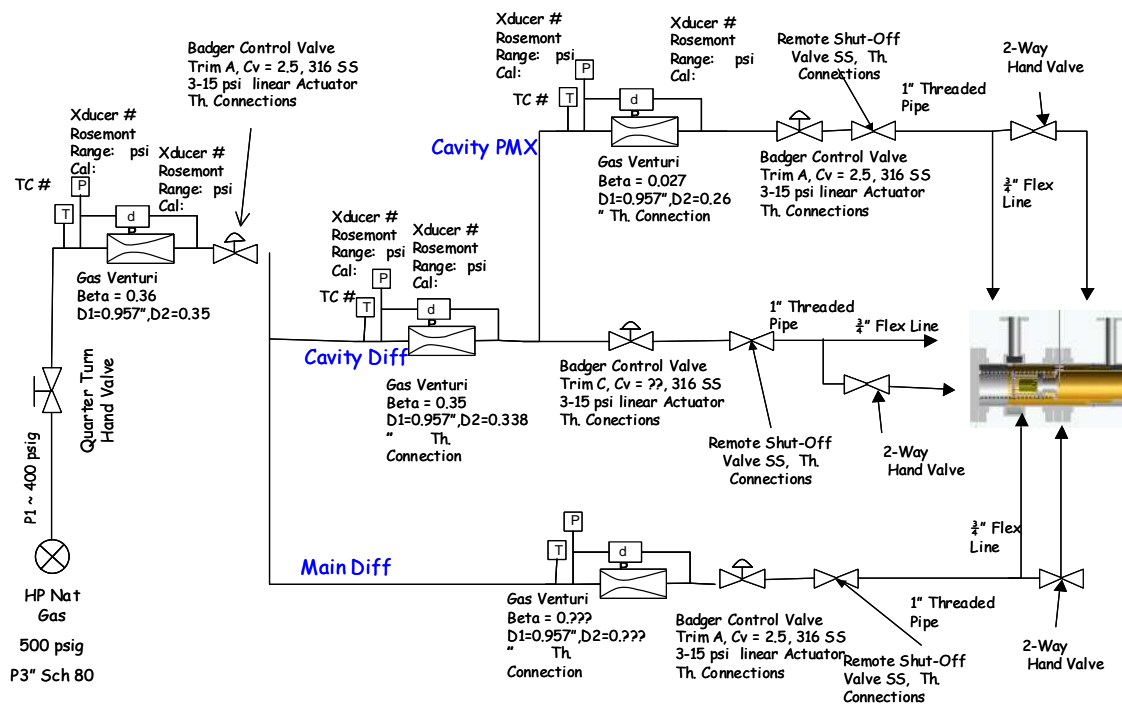 Badger Control Valve
Trim A, Cv = 2.5, 316 SS
3-15 psi linear Actuator
Th. Connections
Xducer #
Rosemont
Range: psi
Cal:
Xducer #
Rosemont
Range: psi
Cal:
TC #
P
T
d
Gas Venturi
Beta = 0.36
D1=0.957",D2=0.35
Quarter Turn
Hand Valve
P1 ~ 400 psig
HP Nat
Gas
500 psig
P3" Sch 80
Xducer #
Rosemont
Range: psi
Cal:
Xducer #
Rosemont
Range: psi
Cal:
TC #
P
T
d
Cavity PMX
Gas Venturi
Beta = 0.027
D1=0.957",D2=0.26
" Th. Connection
Badger Control Valve
Trim A, Cv = 2.5, 316 SS
3-15 psi linear Actuator
Th. Connections
Remote Shut-Off
Valve SS, Th.
Connections
1" Threaded
Pipe
2-Way
Hand Valve
¾" Flex
Line
Xducer #
Rosemont
Range: psi
Cal:
Xducer #
Rosemont
Range: psi
Cal:
TC #
P
T
d
Cavity Diff
Gas Venturi
Beta = 0.35
D1=0.957",D2=0.338
" Th.
Connection
Badger Control Valve
Trim C, Cv = ??, 316 SS
3-15 psi linear Actuator
Th. Connections
1" Threaded
Pipe
¾" Flex Line
Remote Shut-Off
Valve SS, Th.
Connections
2-Way
Hand Valve
Main Diff
P
T
d
Gas Venturi
Beta = 0.???
D1=0.957",D2=0.???
" Th.
Connection
Badger Control Valve
Trim A, Cv = 2.5, 316 SS
3-15 psi linear Actuator
Th. Connections
¾" Flex
Line
1" Threaded
Pipe
Remote Shut-Off
Valve SS, Th.
Connections
2-Way
Hand Valve